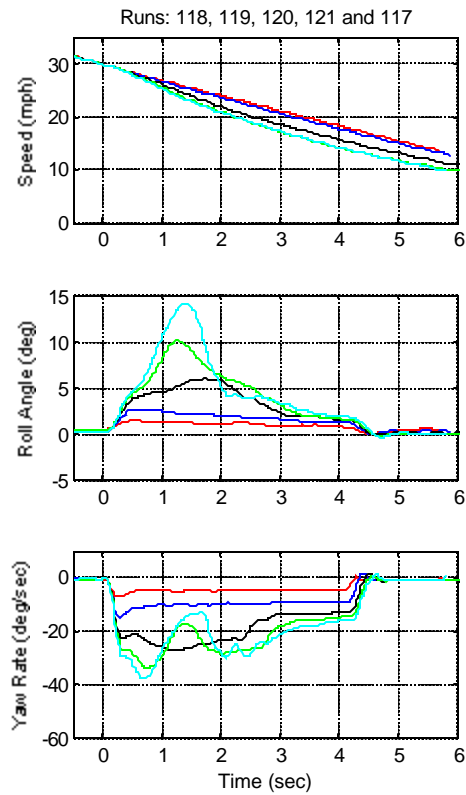 Runs: 118, 119, 120, 121 and 117
Speed (mph)
30
20
10
0
0 1 2 3 4 5 6
Roll Angle (deg)
15
10
5
0
-5
0 1 2 3 4 5 6
Yaw Rate (deg/sec)
0
-20
-40
-60
0 1 2 3 4 5 6
Time (sec)